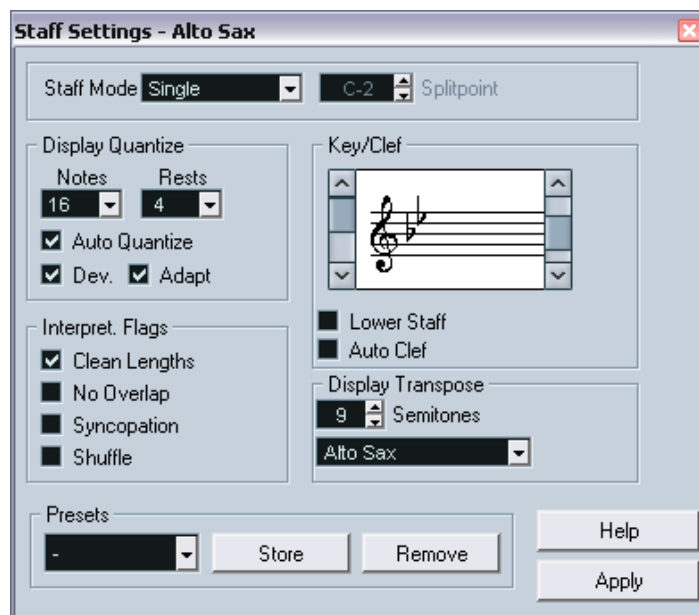 Staff Settings - Alto Sax
Staff Mode Single C-2 Splitpoint
Display Quantize
Notes Rests
16 4
Auto Quantize
Dev. Adapt
Interpret. Flags
Clean Lengths
No Overlap
Syncopation
Shuffle
Key/Clef
Lower Staff
Auto Clef
Display Transpose
9 Semitones
Alto Sax
Presets
- Store Remove
Help
Apply